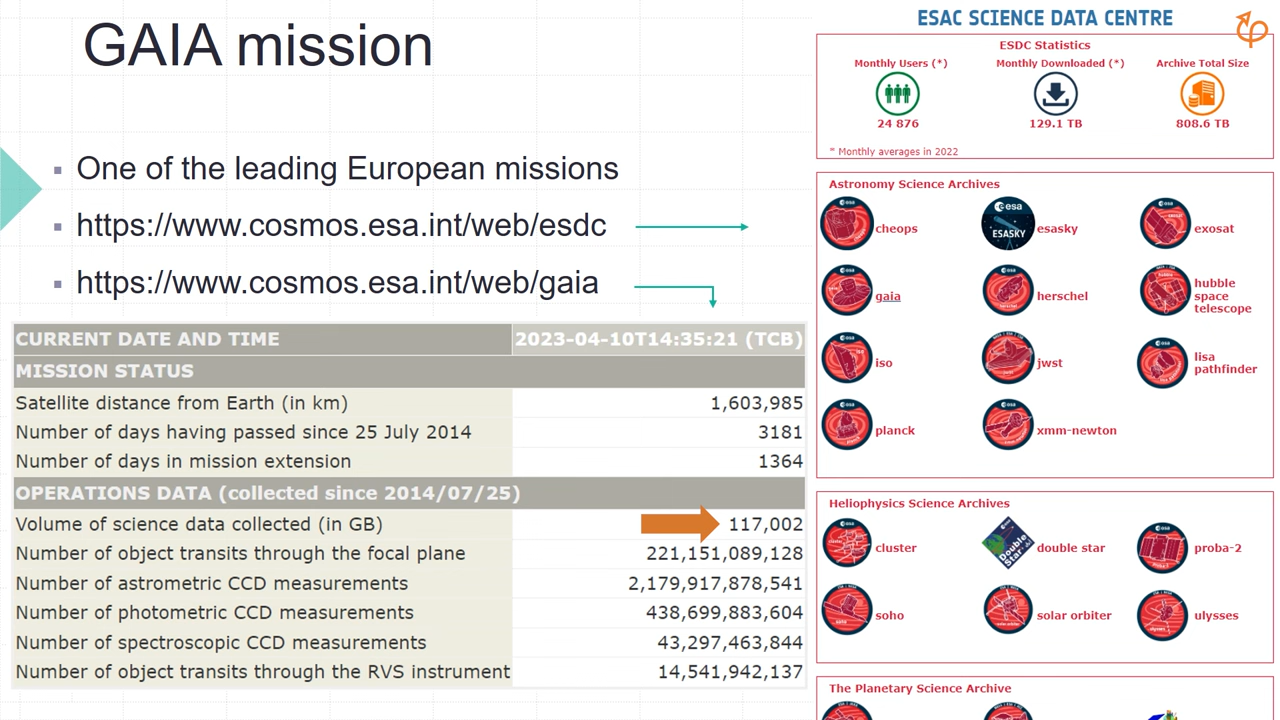 GAIA mission
One of the leading European missions
https://www.cosmos.esa.int/web/esdc
https://www.cosmos.esa.int/web/gaia
CURRENT DATE AND TIME 2023-04-10T14:35:21 (TCB)
MISSION STATUS
Satellite distance from Earth (in km) 1,603,985
Number of days having passed since 25 July 2014 3181
Number of days in mission extension 1364
OPERATIONS DATA (collected since 2014/07/25)
Volume of science data collected (in GB) 117,002
Number of object transits through the focal plane 221,151,089,128
Number of astrometric CCD measurements 2,179,917,878,541
Number of photometric CCD measurements 438,699,883,604
Number of spectroscopic CCD measurements 43,297,463,844
Number of object transits through the RVS instrument 14,541,942,137
ESAC SCIENCE DATA CENTRE
ESDC Statistics
Monthly Users (*) Monthly Downloaded (*) Archive Total Size
24 876 129.1 TB 808.6 TB
* Monthly averages in 2022
Astronomy Science Archives
cheops esa ESASKY esasky exosat
gaia herschel hubble
space
telescope
iso jwst lisa
pathfinder
planck xmm-newton
Heliophysics Science Archives
cluster Double Star double star proba-2
soho solar orbiter ulysses
The Planetary Science Archive